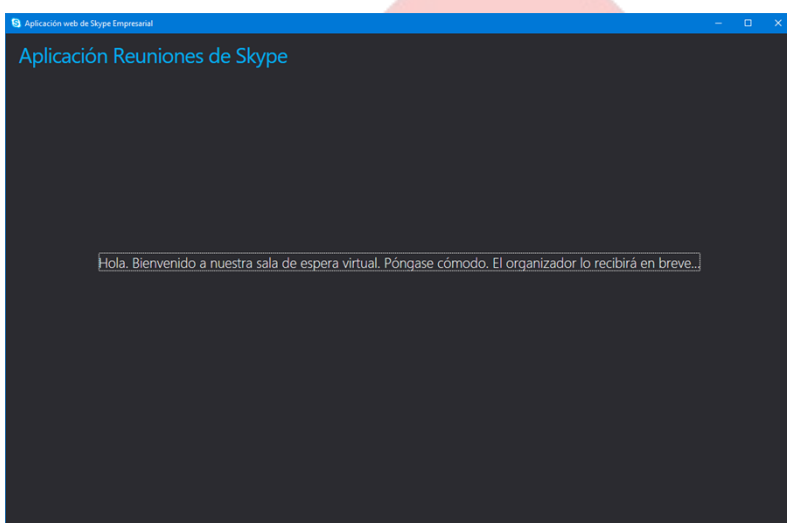 Aplicación web de Skype Empresarial
Aplicación Reuniones de Skype
Hola. Bienvenido a nuestra sala de espera virtual. Póngase cómodo. El organizador lo recibirá en breve...